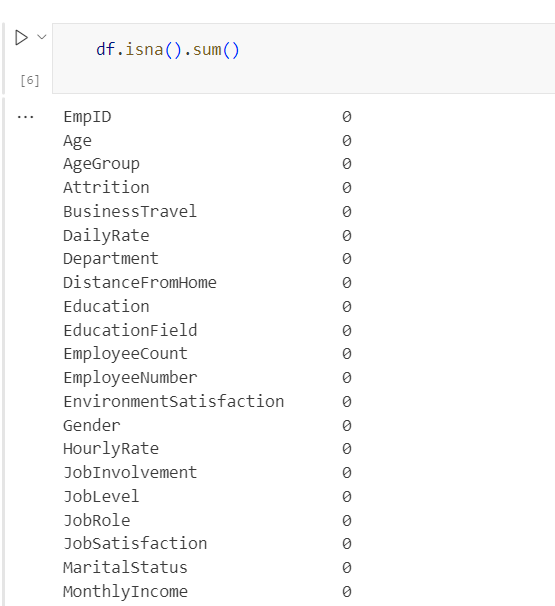 df.isna().sum()
[6]
... EmpID 0
Age 0
AgeGroup 0
Attrition 0
BusinessTravel 0
DailyRate 0
Department 0
DistanceFromHome 0
Education 0
EducationField 0
EmployeeCount 0
EmployeeNumber 0
EnvironmentSatisfaction 0
Gender 0
HourlyRate 0
JobInvolvement 0
JobLevel 0
JobRole 0
JobSatisfaction 0
MaritalStatus 0
MonthlyIncome 0